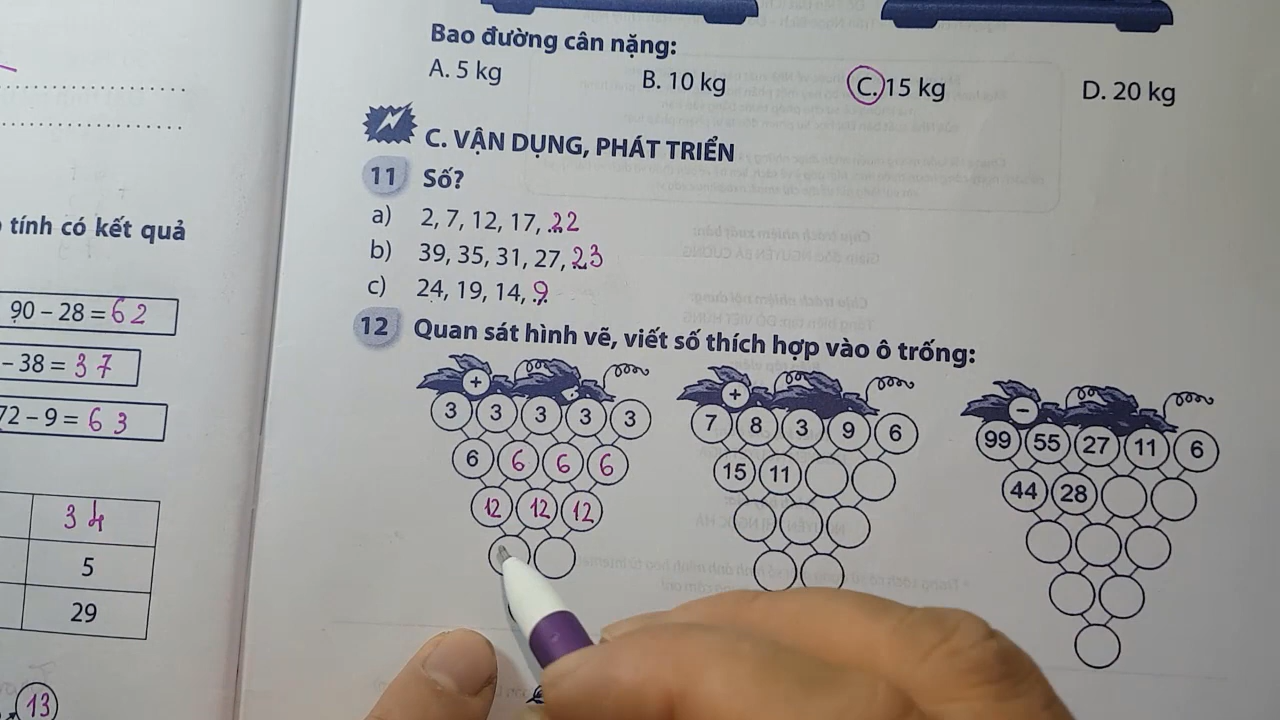 Bao đường cân nặng:
A. 5 kg B. 10 kg C. 15 kg D. 20 kg
C. VẬN DỤNG, PHÁT TRIỂN
11 Số?
a) 2, 7, 12, 17, 22
b) 39, 35, 31, 27, 23
c) 24, 19, 14, 9
12 Quan sát hình vẽ, viết số thích hợp vào ô trống:
+
3 3 3 3 3
6 6 6 6
12 12 12
+
7 8 3 9 6
15 11
−
99 55 27 11 6
44 28
tính có kết quả
90 – 28 = 62
– 38 = 37
72 – 9 = 63
34
5
29
13